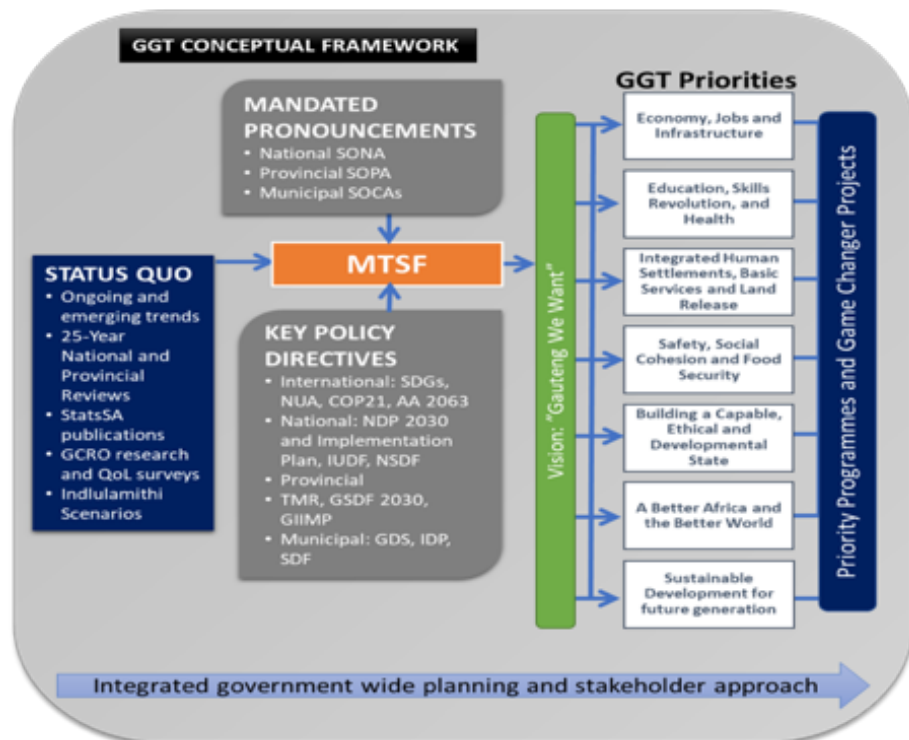 GGT CONCEPTUAL FRAMEWORK
MANDATED
PRONOUNCEMENTS
• National SONA
• Provincial SOPA
• Municipal SOCAs
STATUS QUO
• Ongoing and
emerging trends
• 25-Year
National and
Provincial
Reviews
• StatsSA
publications
• GCRO research
and QoL surveys
• Indlulamithi
Scenarios
MTSF
KEY POLICY
DIRECTIVES
• International: SDGs,
NUA, COP21, AA 2063
• National: NDP 2030
and Implementation
Plan, IUDF, NSDF
• Provincial
• TMR, GSDF 2030,
GIIMP
• Municipal: GDS, IDP,
SDF
Vision: "Gauteng We Want"
GGT Priorities
Economy, Jobs and
Infrastructure
Education, Skills
Revolution, and
Health
Integrated Human
Settlements, Basic
Services and Land
Release
Safety, Social
Cohesion and Food
Security
Building a Capable,
Ethical and
Developmental
State
A Better Africa and
the Better World
Sustainable
Development for
future generation
Priority Programmes and Game Changer Projects
Integrated government wide planning and stakeholder approach